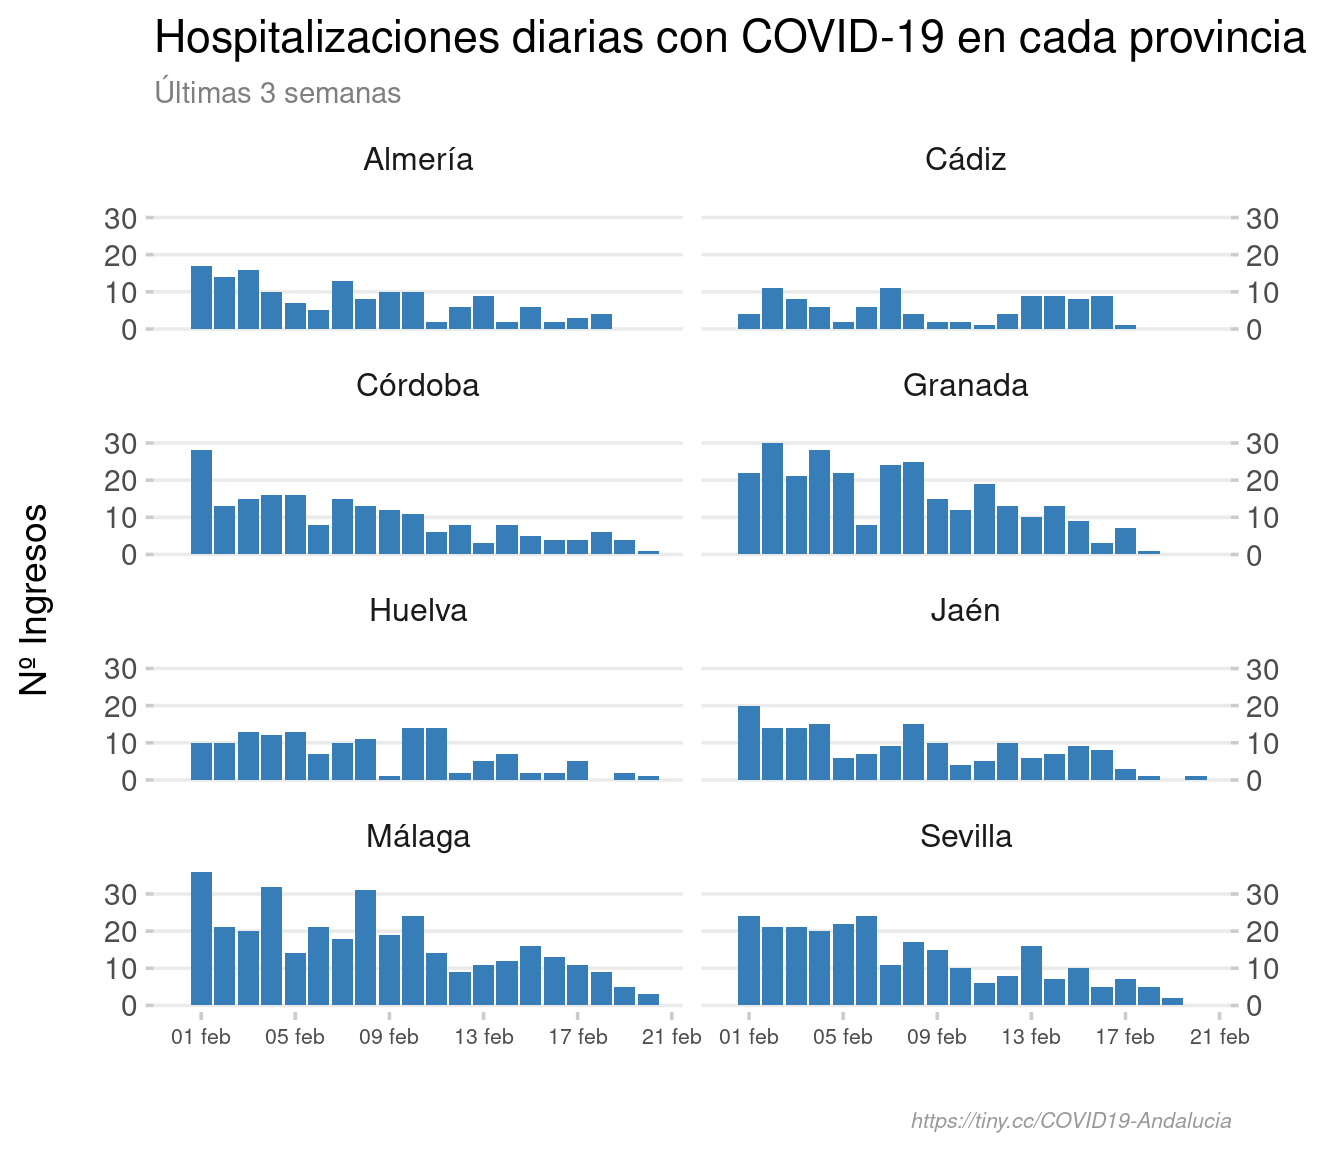 Hospitalizaciones diarias con COVID-19 en cada provincia
Últimas 3 semanas
Nº Ingresos
Almería Cádiz
30 30
20 20
10 10
0 0
Córdoba Granada
30 30
20 20
10 10
0 0
Huelva Jaén
30 30
20 20
10 10
0 0
Málaga Sevilla
30 30
20 20
10 10
0 0
01 feb 05 feb 09 feb 13 feb 17 feb 21 feb 01 feb 05 feb 09 feb 13 feb 17 feb 21 feb
https://tiny.cc/COVID19-Andalucia